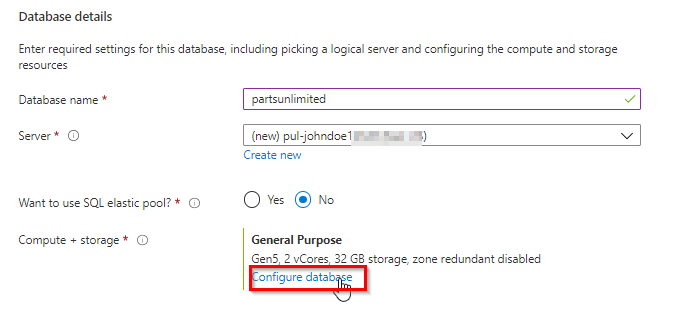 Database details
Enter required settings for this database, including picking a logical server and configuring the compute and storage
resources
Database name *
partsunlimited
Server *
(new) pul-johndoe1
Create new
Want to use SQL elastic pool? *
Yes
No
Compute + storage *
General Purpose
Gen5, 2 vCores, 32 GB storage, zone redundant disabled
Configure database